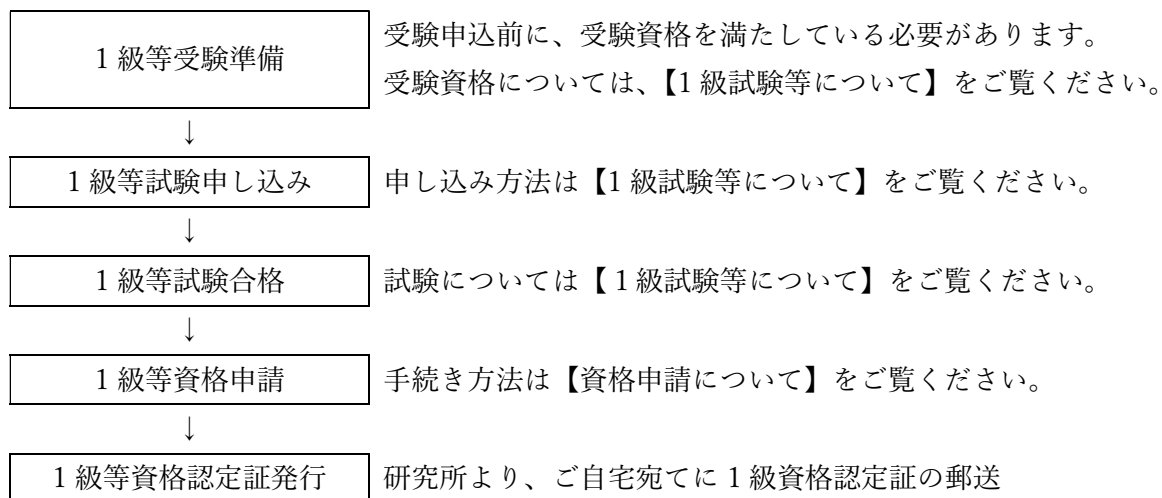 1級等受験準備
受験申込前に、受験資格を満たしている必要があります。
受験資格については、【1級試験等について】をご覧ください。
↓
1級等試験申し込み
申し込み方法は【1級試験等について】をご覧ください。
↓
1級等試験合格
試験については【1級試験等について】をご覧ください。
↓
1級等資格申請
手続き方法は【資格申請について】をご覧ください。
↓
1級等資格認定証発行
研究所より、ご自宅宛てに1級資格認定証の郵送